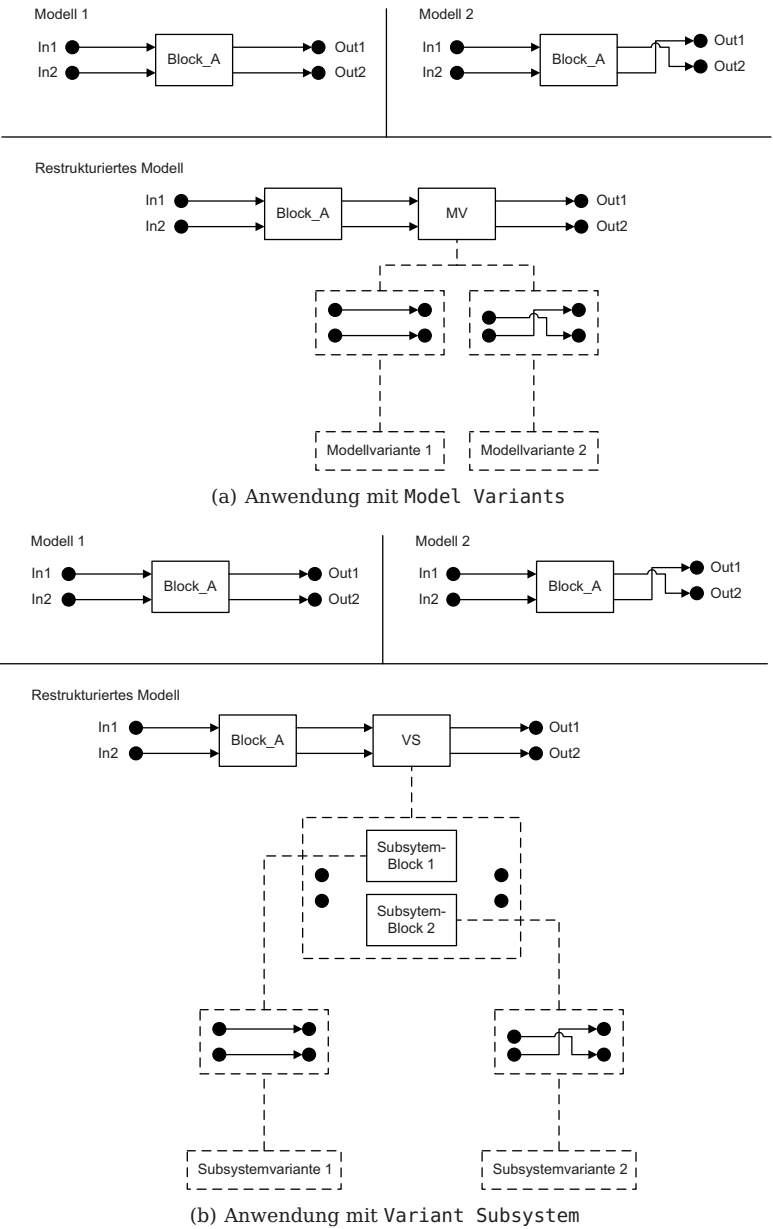 Modell 1
Modell 2
In1
In2
Block_A
Out1
Out2
In1
In2
Block_A
Out1
Out2
Restrukturiertes Modell
In1
In2
Block_A
MV
Out1
Out2
Modellvariante 1
Modellvariante 2
(a) Anwendung mit Model Variants
Modell 1
Modell 2
In1
In2
Block_A
Out1
Out2
In1
In2
Block_A
Out1
Out2
Restrukturiertes Modell
In1
In2
Block_A
VS
Out1
Out2
Subsytem-
Block 1
Subsytem-
Block 2
Subsystemvariante 1
Subsystemvariante 2
(b) Anwendung mit Variant Subsystem